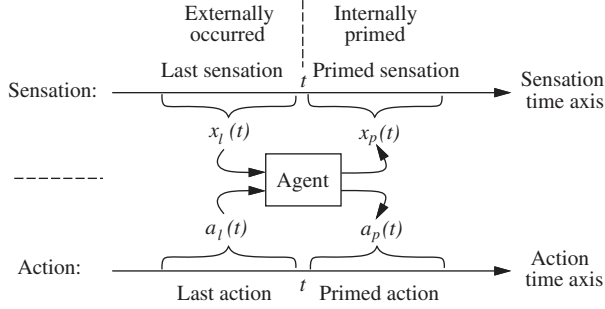 Externally occurred
Internally primed
Last sensation
t
Primed sensation
Sensation:
Sensation time axis
x_l(t)
x_p(t)
Agent
a_l(t)
a_p(t)
Action:
Action time axis
Last action
t
Primed action